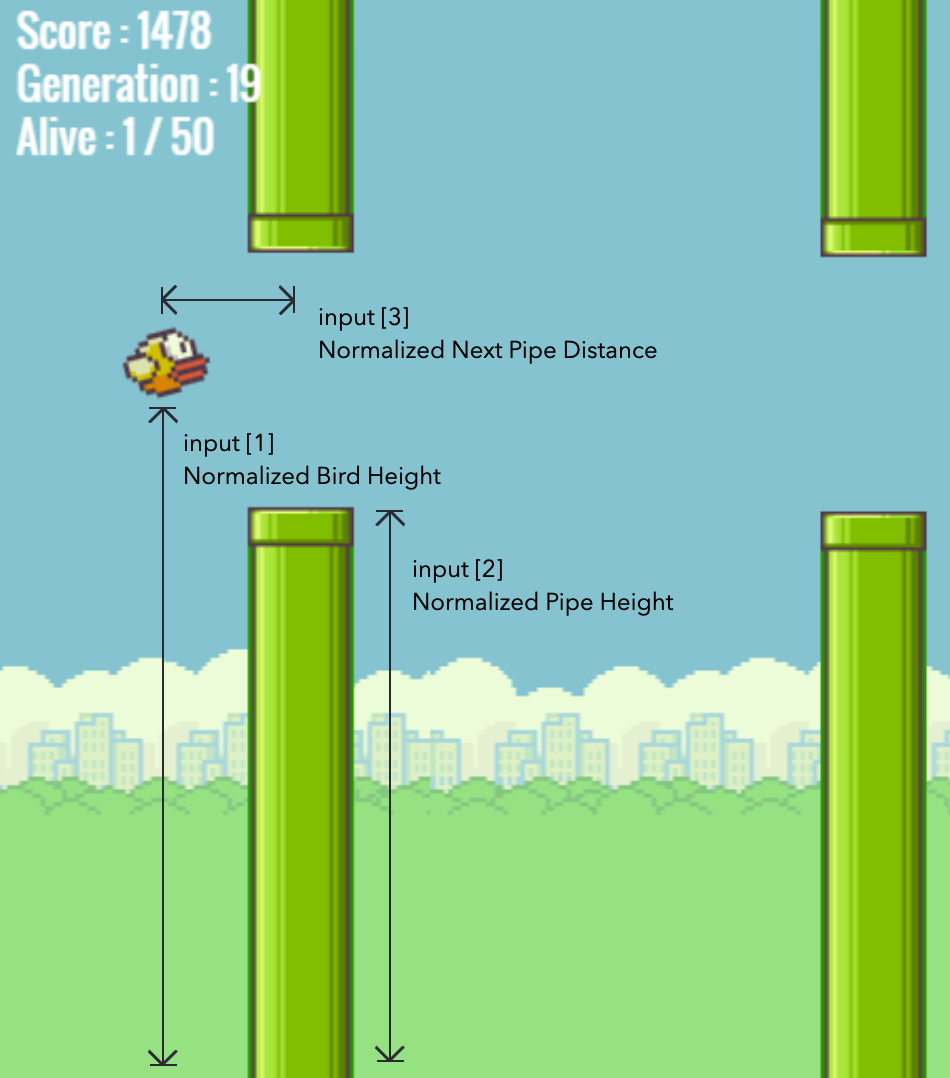 Score : 1478
Generation : 19
Alive : 1 / 50
input [3]
Normalized Next Pipe Distance
input [1]
Normalized Bird Height
input [2]
Normalized Pipe Height